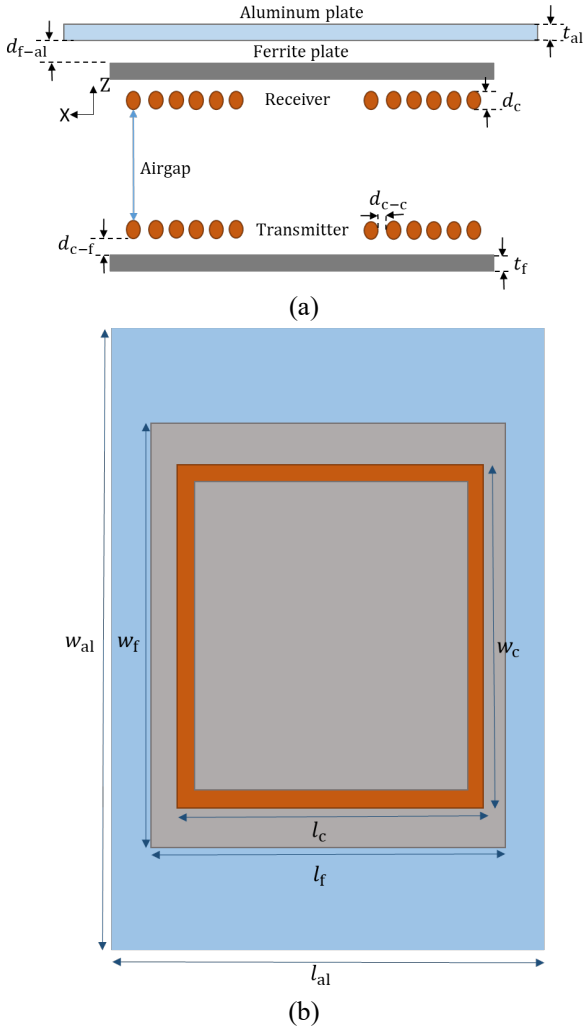 Aluminum plate
d_f−al
t_al
Ferrite plate
Z
X
Receiver
d_c
Airgap
d_c−c
Transmitter
d_c−f
t_f
(a)
w_al
w_f
w_c
l_c
l_f
l_al
(b)